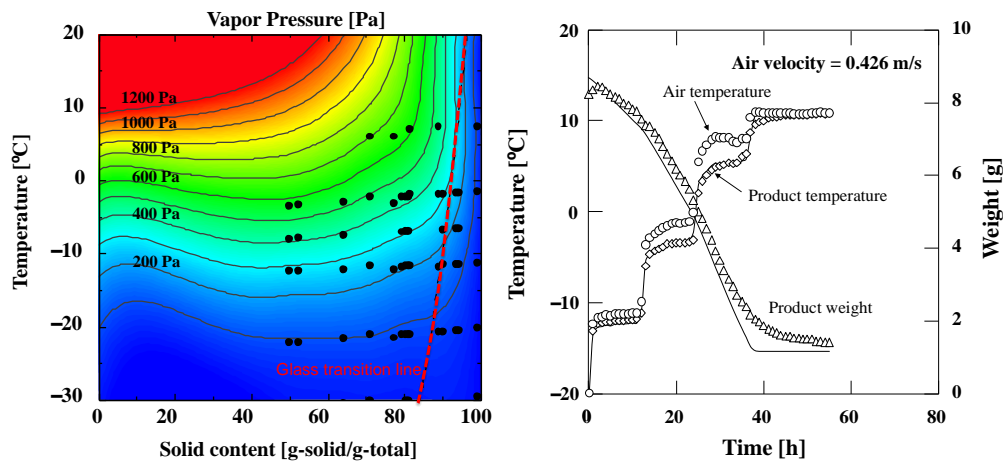 Vapor Pressure [Pa]
20
10
0
−10
−20
−30
Temperature [℃]
1200 Pa
1000 Pa
800 Pa
600 Pa
400 Pa
200 Pa
Glass transition line
0
20
40
60
80
100
Solid content [g-solid/g-total]
20
10
0
−10
−20
Temperature [℃]
Air velocity = 0.426 m/s
Air temperature
Product temperature
Product weight
10
8
6
4
2
0
Weight [g]
0
20
40
60
80
Time [h]